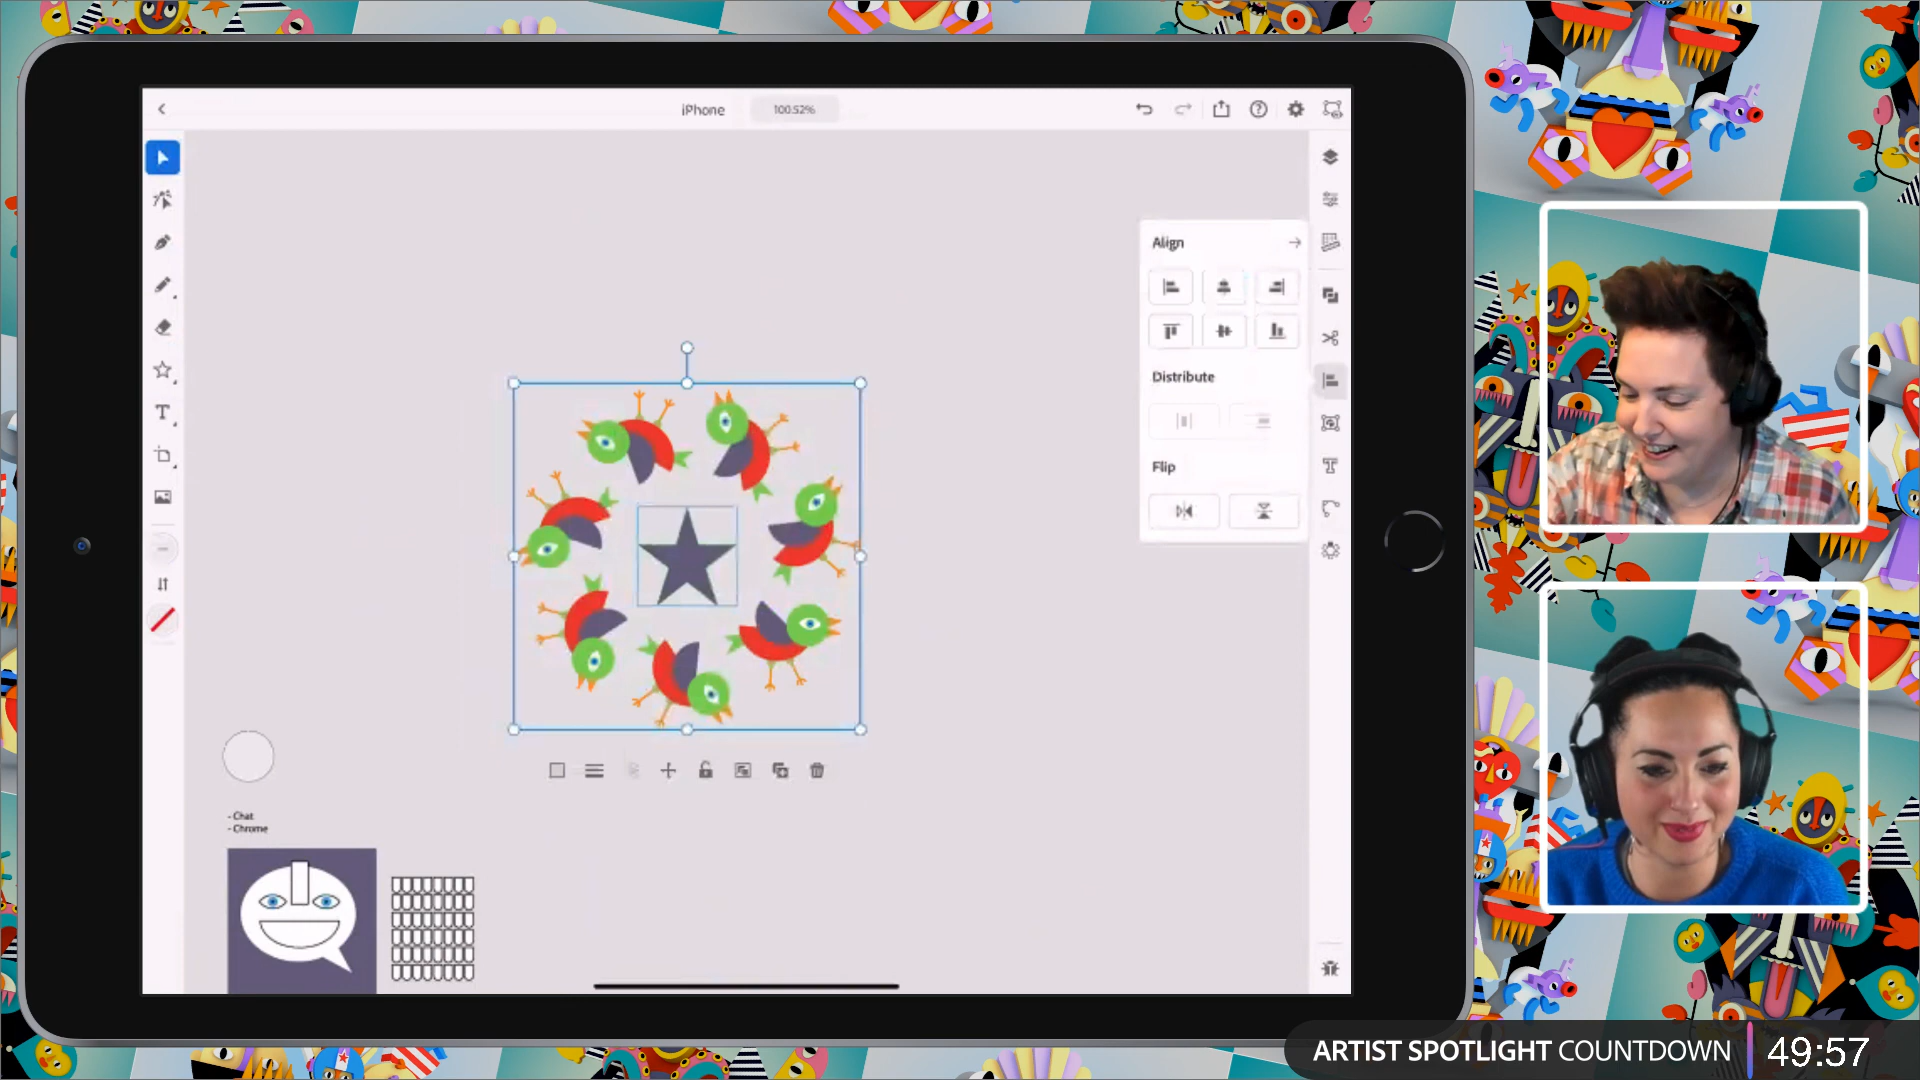 iPhone
100.52%
Align
Distribute
Flip
- Chat
- Chrome
ARTIST SPOTLIGHT COUNTDOWN
49:57